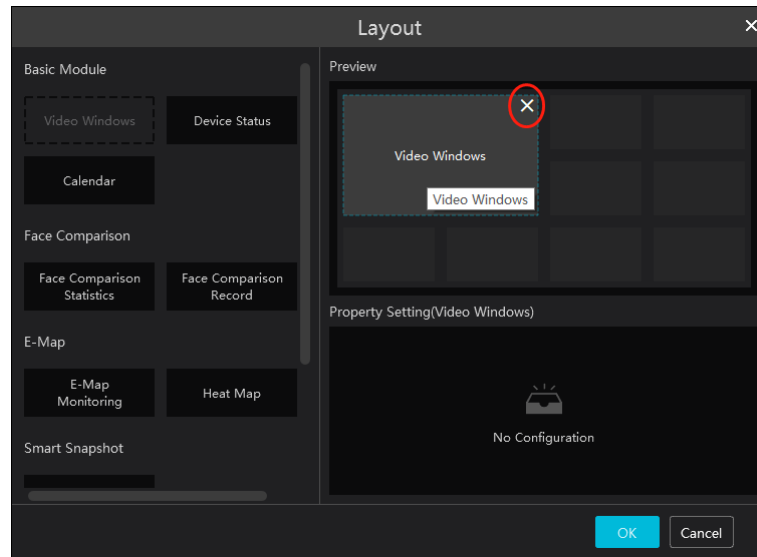 Layout
Basic Module
Video Windows
Device Status
Calendar
Face Comparison
Face Comparison
Statistics
Face Comparison
Record
E-Map
E-Map
Monitoring
Heat Map
Smart Snapshot
Preview
Video Windows
Video Windows
Property Setting(Video Windows)
No Configuration
OK
Cancel